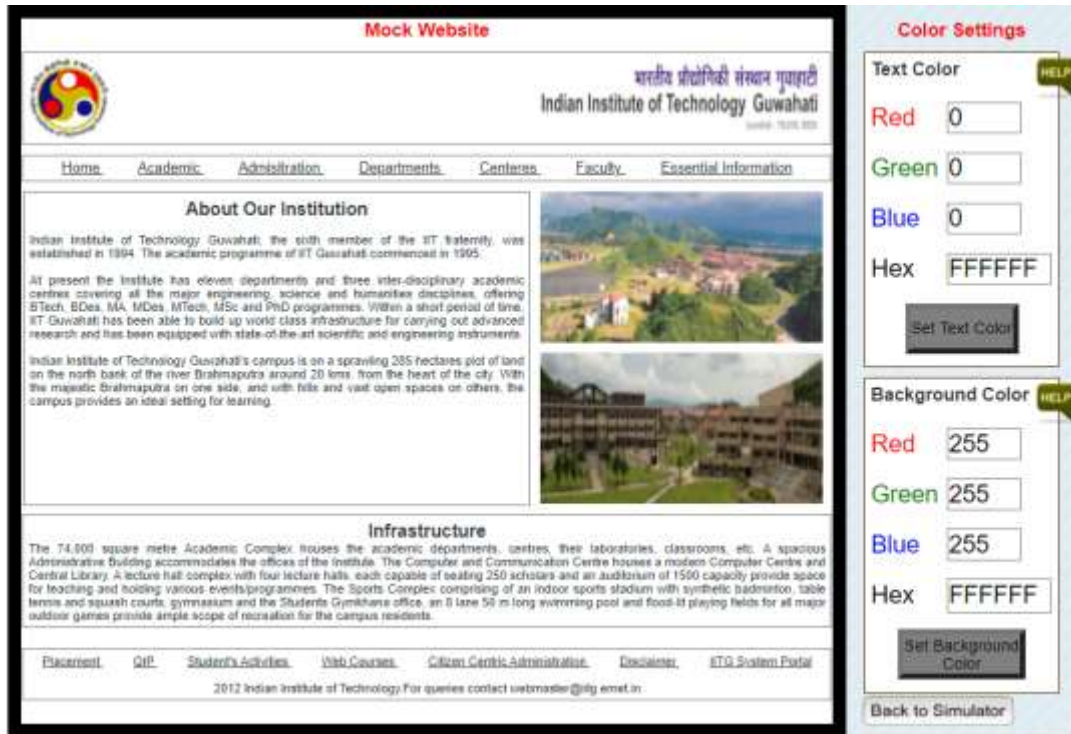 Mock Website
भारतीय प्रौद्योगिकी संस्थान गुवाहाटी
Indian Institute of Technology Guwahati
Home Academic Admisitration Departments Centeres Faculty Essential Information
About Our Institution
Indian Institute of Technology Guwahati, the sixth member of the IIT fraternity, was
established in 1994. The academic programme of IIT Guwahati commenced in 1995.
At present the Institute has eleven departments and three inter-disciplinary academic
centres covering all the major engineering, science and humanities disciplines, offering
BTech, BDes, MA, MDes, MTech, MSc and PhD programmes. Within a short period of time,
IIT Guwahati has been able to build up world class infrastructure for carrying out advanced
research and has been equipped with state-of-the-art scientific and engineering instruments.
Indian Institute of Technology Guwahati's campus is on a sprawling 285 hectares plot of land
on the north bank of the river Brahmaputra around 20 kms. from the heart of the city. With
the majestic Brahmaputra on one side, and with hills and vast open spaces on others, the
campus provides an ideal setting for learning.
Infrastructure
The 74,000 square metre Academic Complex houses the academic departments, centres, their laboratories, classrooms, etc. A spacious
Administrative Building accommodates the offices of the Institute. The Computer and Communication Centre houses a modern Computer Centre and
Central Library. A lecture hall complex with four lecture halls, each capable of seating 250 scholars and an auditorium of 1500 capacity provide space
for teaching and holding various events/programmes. The Sports Complex comprising of an indoor sports stadium with synthetic badminton, table
tennis and squash courts, gymnasium and the Students Gymkhana office, an 8 lane 50 m long swimming pool and flood-lit playing fields for all major
outdoor games provide ample scope of recreation for the campus residents.
Placement QIP Student's Activities Web Courses Citizen Centric Administration Disclaimer IITG System Portal
2012 Indian Institute of Technology.For queries contact webmaster@iitg.ernet.in
Color Settings
Text Color HELP
Red 0
Green 0
Blue 0
Hex FFFFFF
Set Text Color
Background Color HELP
Red 255
Green 255
Blue 255
Hex FFFFFF
Set Background
Color
Back to Simulator